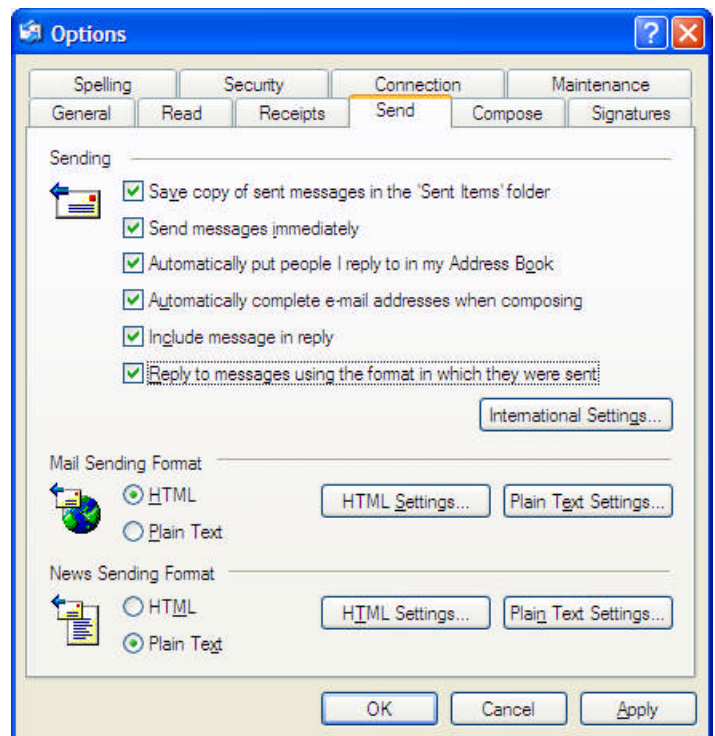 Options
Spelling Security Connection Maintenance
General Read Receipts Send Compose Signatures
Sending
Save copy of sent messages in the 'Sent Items' folder
Send messages immediately
Automatically put people I reply to in my Address Book
Automatically complete e-mail addresses when composing
Include message in reply
Reply to messages using the format in which they were sent
International Settings...
Mail Sending Format
HTML HTML Settings... Plain Text Settings...
Plain Text
News Sending Format
HTML HTML Settings... Plain Text Settings...
Plain Text
OK Cancel Apply